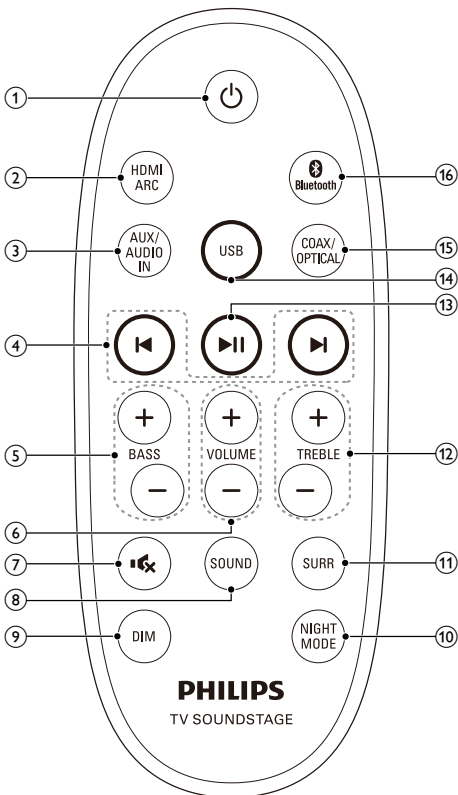 1
2
HDMI
ARC
Bluetooth
16
3
AUX/
AUDIO
IN
USB
COAX/
OPTICAL
15
14
13
4
5
+
+
+
BASS
VOLUME
TREBLE
12
−
−
−
6
7
SOUND
SURR
11
8
9
DIM
NIGHT
MODE
10
PHILIPS
TV SOUNDSTAGE